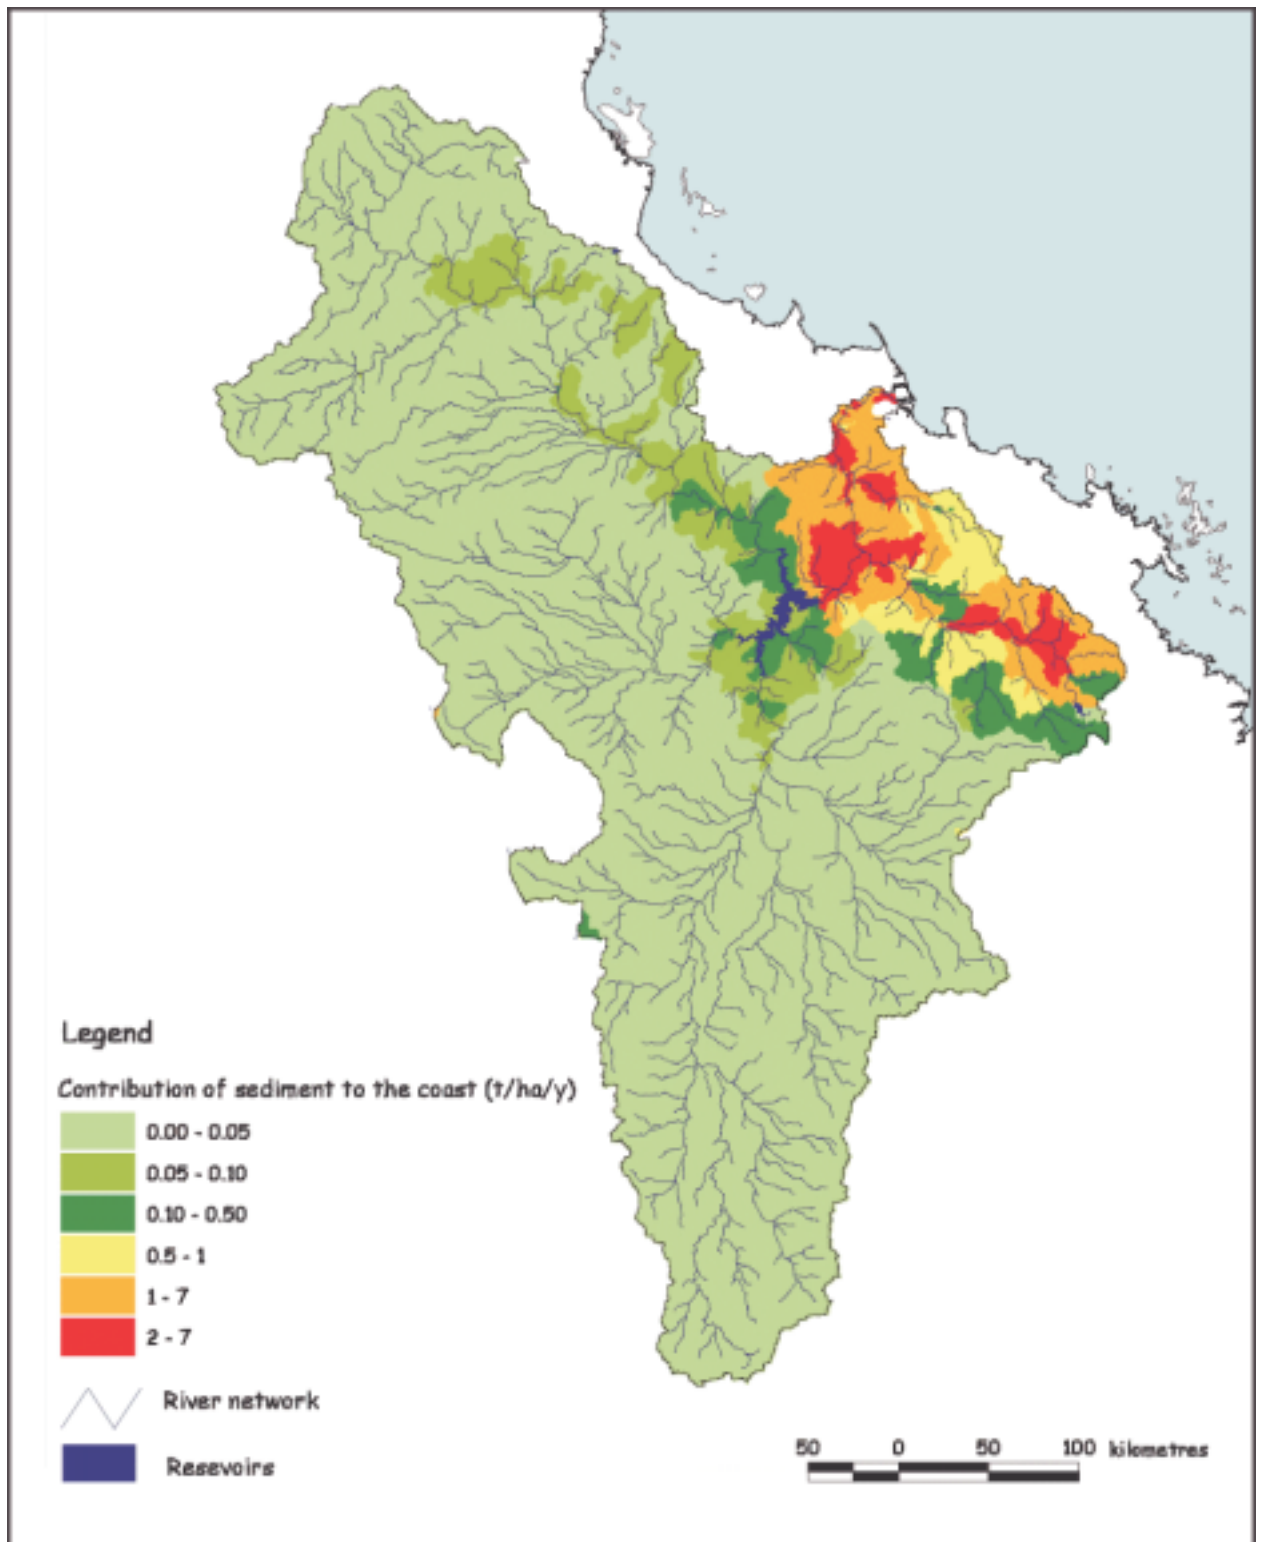 Legend
Contribution of sediment to the coast (t/ha/y)
0.00 - 0.05
0.05 - 0.10
0.10 - 0.50
0.5 - 1
1 - 7
2 - 7
River network
Resevoirs
50 0 50 100 kilometres